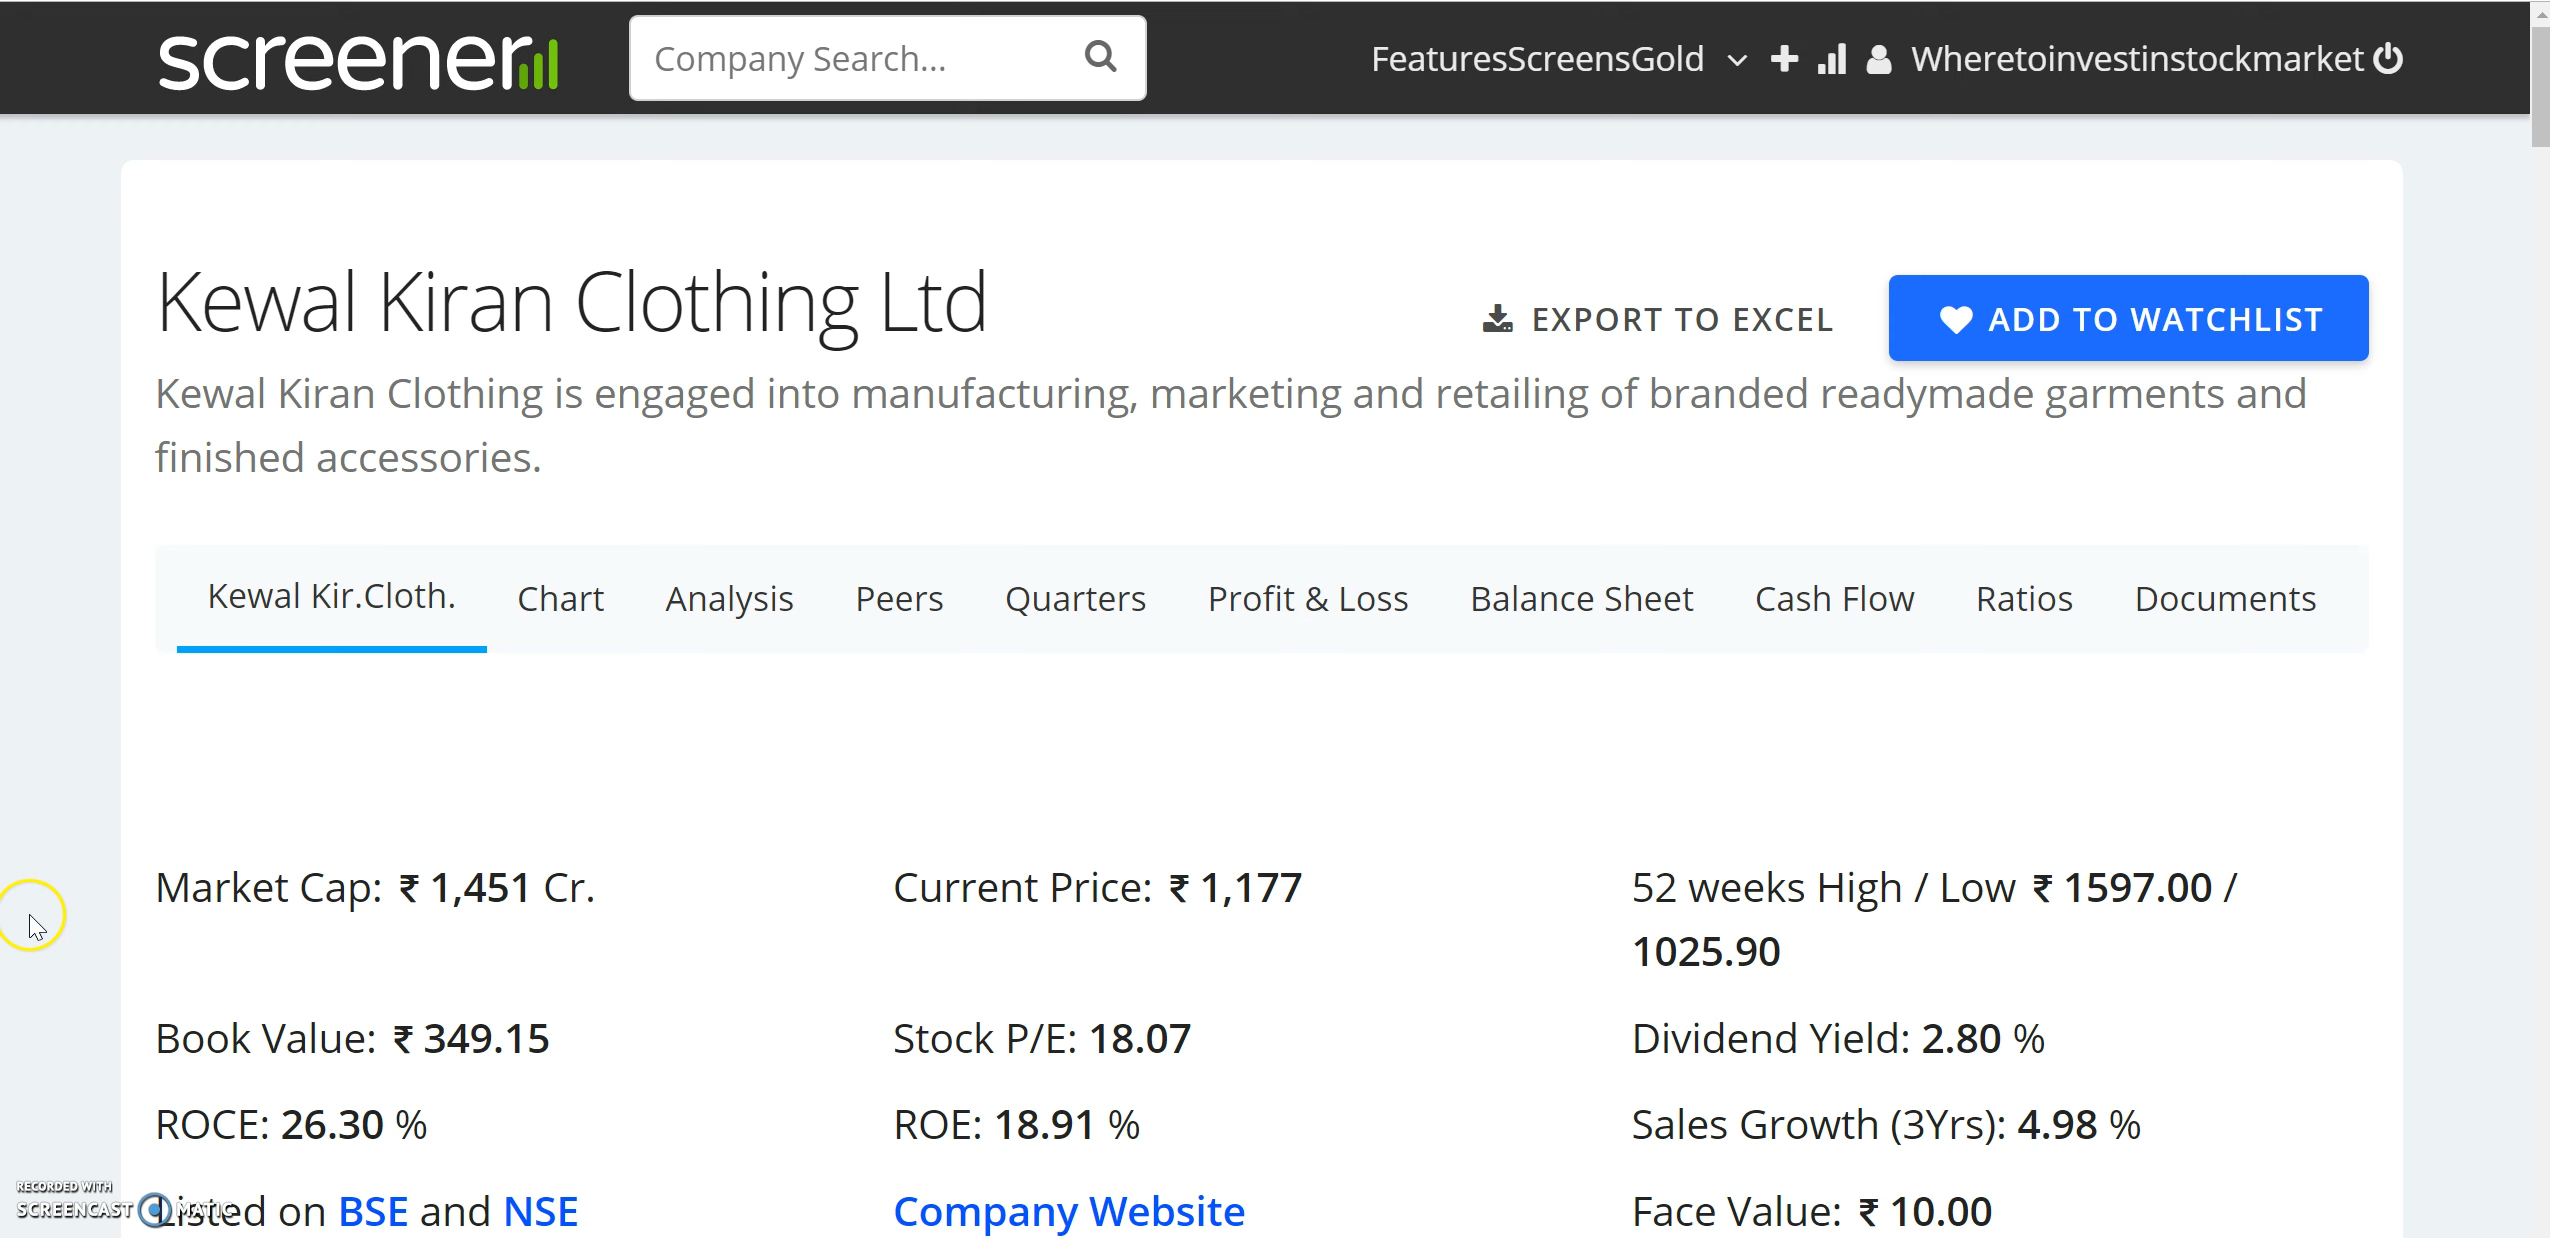 screener
Company Search...
FeaturesScreensGold
Wheretoinvestinstockmarket
Kewal Kiran Clothing Ltd
EXPORT TO EXCEL
ADD TO WATCHLIST
Kewal Kiran Clothing is engaged into manufacturing, marketing and retailing of branded readymade garments and
finished accessories.
Kewal Kir.Cloth. Chart Analysis Peers Quarters Profit & Loss Balance Sheet Cash Flow Ratios Documents
Market Cap: ₹ 1,451 Cr.
Current Price: ₹ 1,177
52 weeks High / Low ₹ 1597.00 /
1025.90
Book Value: ₹ 349.15
Stock P/E: 18.07
Dividend Yield: 2.80 %
ROCE: 26.30 %
ROE: 18.91 %
Sales Growth (3Yrs): 4.98 %
Listed on BSE and NSE
Company Website
Face Value: ₹ 10.00
RECORDED WITH
SCREENCAST MATIC